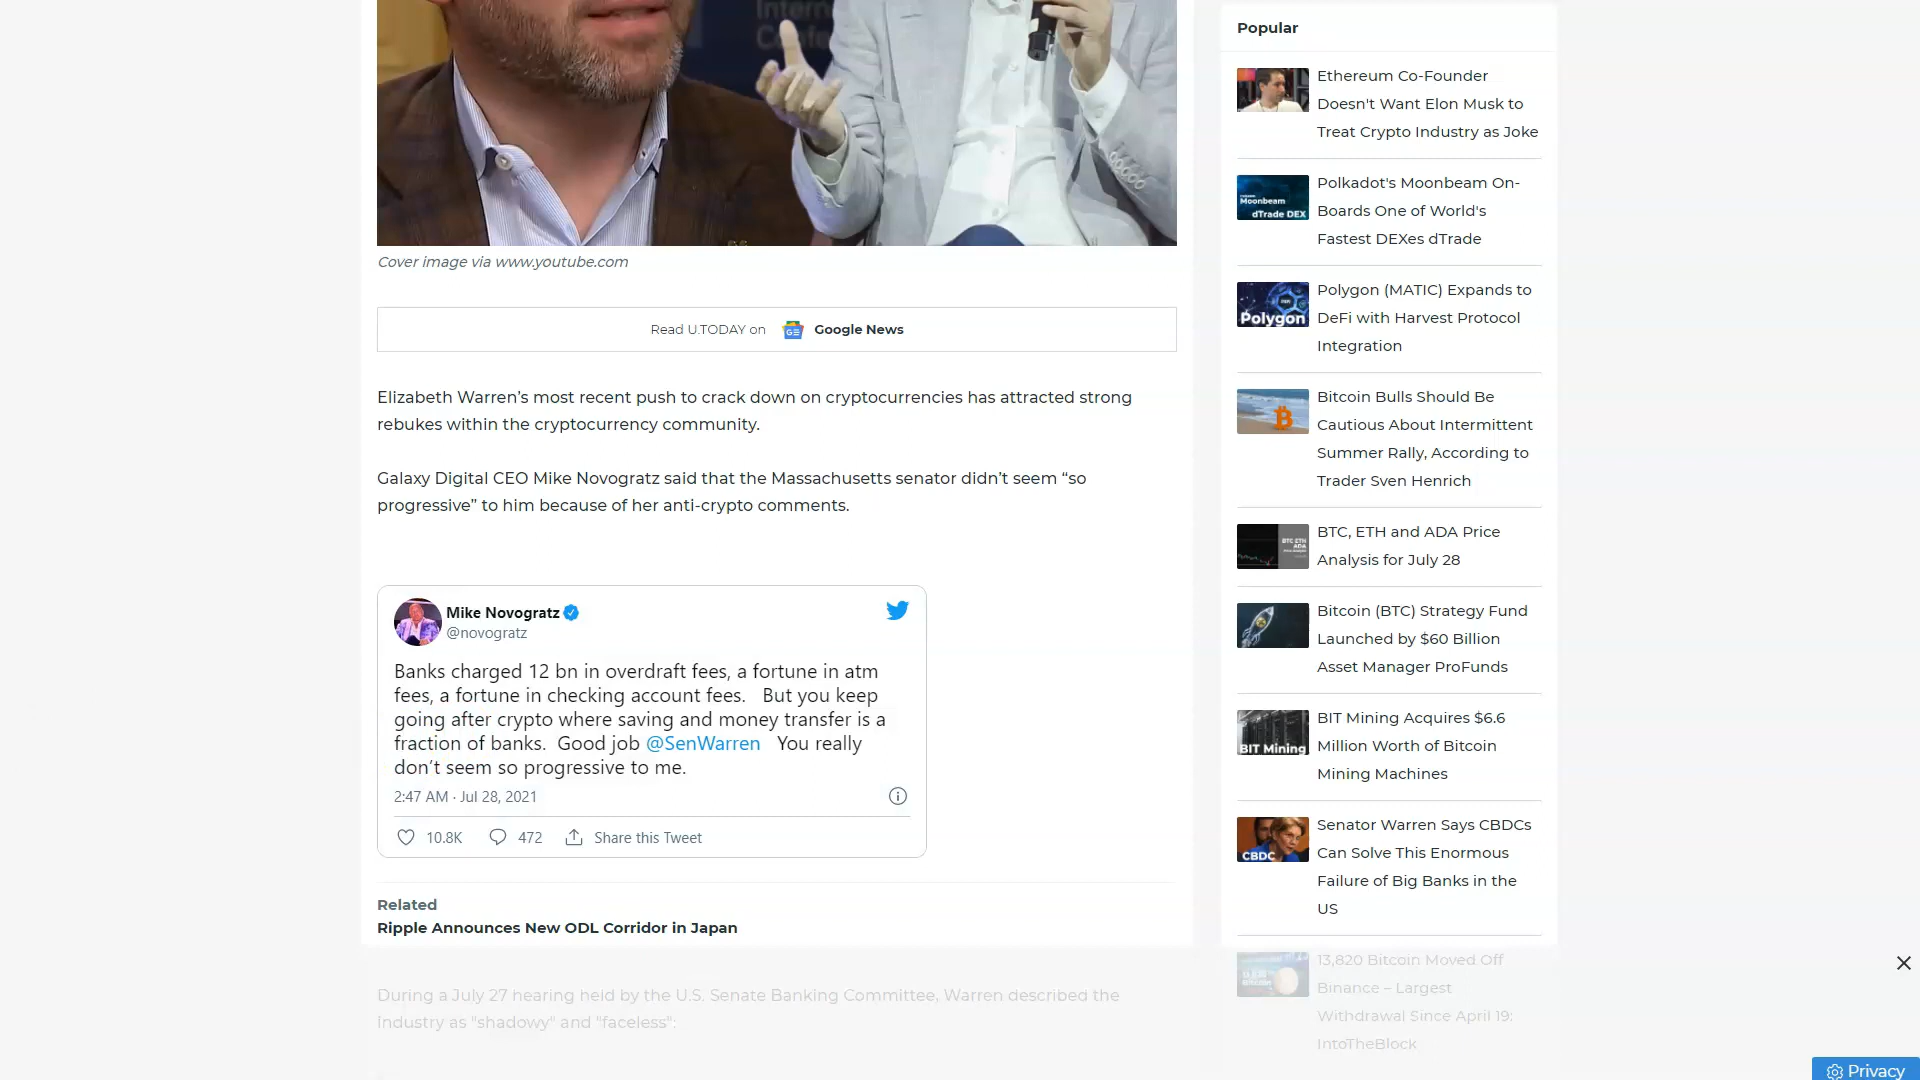 Cover image via www.youtube.com
Read U.TODAY on Google News
Elizabeth Warren’s most recent push to crack down on cryptocurrencies has attracted strong
rebukes within the cryptocurrency community.
Galaxy Digital CEO Mike Novogratz said that the Massachusetts senator didn’t seem “so
progressive” to him because of her anti-crypto comments.
Mike Novogratz
@novogratz
Banks charged 12 bn in overdraft fees, a fortune in atm
fees, a fortune in checking account fees. But you keep
going after crypto where saving and money transfer is a
fraction of banks. Good job @SenWarren You really
don’t seem so progressive to me.
2:47 AM · Jul 28, 2021
10.8K 472 Share this Tweet
Related
Ripple Announces New ODL Corridor in Japan
During a July 27 hearing held by the U.S. Senate Banking Committee, Warren described the
Industry as "shadowy" and "faceless":
Popular
Ethereum Co-Founder
Doesn't Want Elon Musk to
Treat Crypto Industry as Joke
Moonbeam
dTrade DEX
Polkadot's Moonbeam On-
Boards One of World's
Fastest DEXes dTrade
Polygon
Polygon (MATIC) Expands to
DeFi with Harvest Protocol
Integration
Bitcoin Bulls Should Be
Cautious About Intermittent
Summer Rally, According to
Trader Sven Henrich
BTC ETH
ADA
BTC, ETH and ADA Price
Analysis for July 28
Bitcoin (BTC) Strategy Fund
Launched by $60 Billion
Asset Manager ProFunds
BIT Mining
BIT Mining Acquires $6.6
Million Worth of Bitcoin
Mining Machines
CBDC
Senator Warren Says CBDCs
Can Solve This Enormous
Failure of Big Banks in the
US
13,820 Bitcoin Moved Off
Binance – Largest
Withdrawal Since April 19:
IntoTheBlock
Privacy